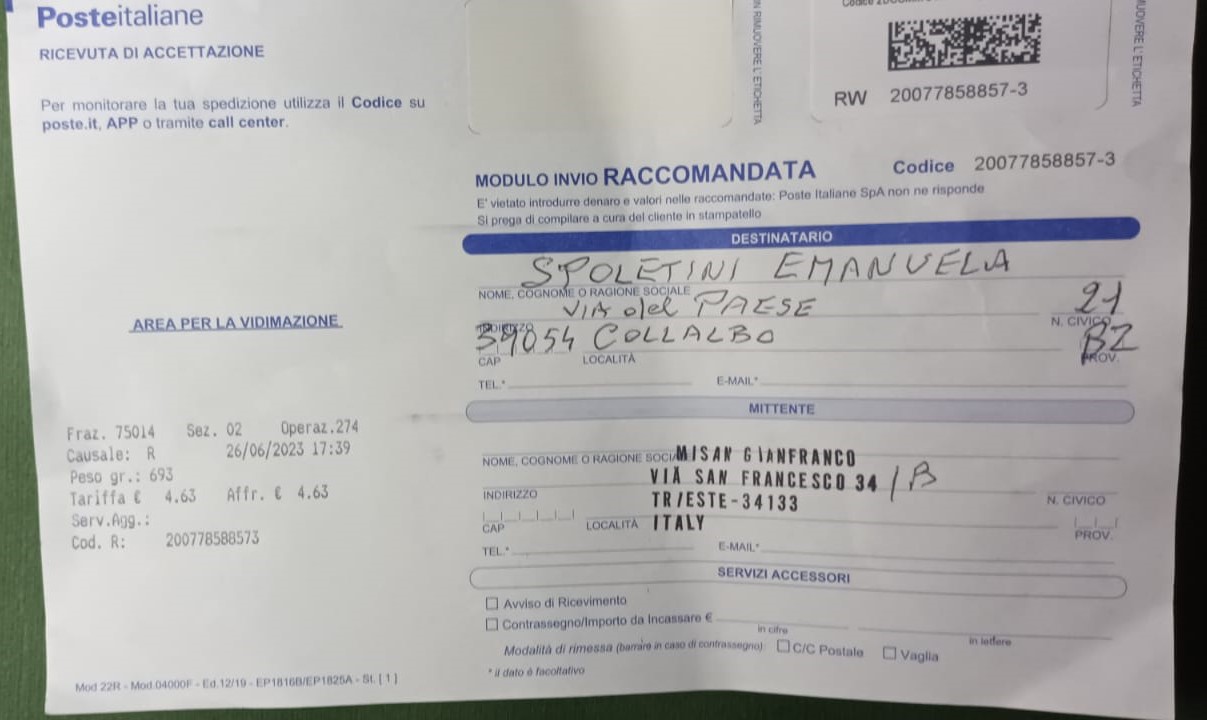 Posteitaliane
RICEVUTA DI ACCETTAZIONE
Per monitorare la tua spedizione utilizza il Codice su
poste.it, APP o tramite call center.
AREA PER LA VIDIMAZIONE
Fraz. 75014 Sez. 02 Operaz.274
Causale: R 26/06/2023 17:39
Peso gr.: 693
Tariffa € 4.63 Affr. € 4.63
Serv.Agg.:
Cod. R: 200778588573
Mod 22R - Mod.04000F - Ed.12/19 - EP1816B/EP1825A - St. [ 1 ]
RIMUOVERE L'ETICHETTA
Codice
RW 20077858857-3
MUOVERE L'ETICHETTA
MODULO INVIO RACCOMANDATA Codice 20077858857-3
E' vietato introdurre denaro e valori nelle raccomandate: Poste Italiane SpA non ne risponde
Si prega di compilare a cura del cliente in stampatello
DESTINATARIO
SPOLETINI EMANUELA
NOME, COGNOME O RAGIONE SOCIALE
VIA del PAESE 21
INDIRIZZO N. CIVICO
39054 COLLALBO BZ
CAP LOCALITÀ PROV.
TEL.* E-MAIL*
MITTENTE
NOME, COGNOME O RAGIONE SOCIA MISAN GIANFRANCO
VIA SAN FRANCESCO 34 /B
INDIRIZZO TRIESTE-34133 N. CIVICO
CAP LOCALITÀ ITALY PROV.
TEL.* E-MAIL*
SERVIZI ACCESSORI
Avviso di Ricevimento
Contrassegno/Importo da Incassare €
in cifre in lettere
Modalità di rimessa (barrare in caso di contrassegno) C/C Postale Vaglia
* il dato è facoltativo